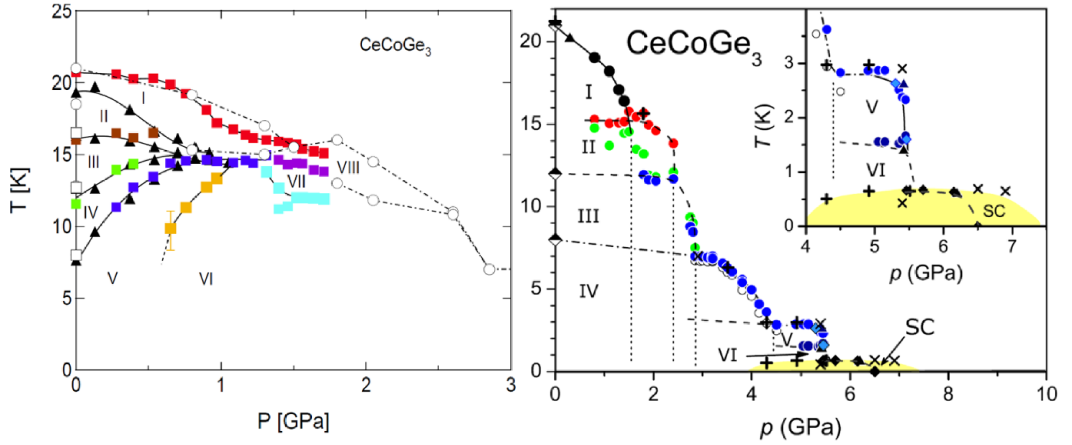 CeCoGe3
25
20
15
10
5
0
T [K]
I
II
III
IV
V
VI
VII
VIII
0
1
2
3
P [GPa]
CeCoGe3
20
15
10
5
0
I
II
III
IV
V
VI
SC
0
2
4
6
8
10
p (GPa)
3
2
1
0
T (K)
V
VI
SC
4
5
6
7
p (GPa)